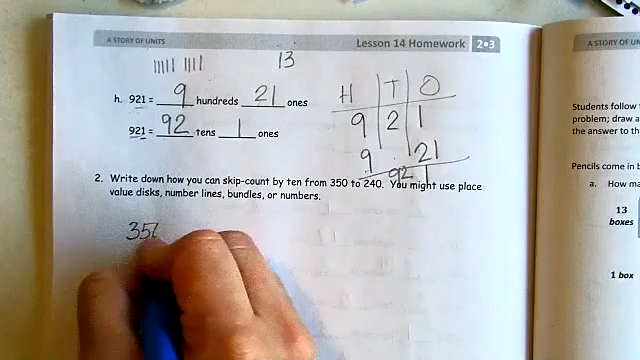 A STORY OF UNITS
Lesson 14 Homework 2•3
13
h. 921 = 9 hundreds 21 ones
921 = 92 tens 1 ones
H T O
9 2 1
9 21
92 1
2. Write down how you can skip-count by ten from 350 to 240. You might use place
value disks, number lines, bundles, or numbers.
A STORY OF UN
Students follow
problem; draw a
the answer to th
Pencils come in b
a. How ma
13
boxes
1 box